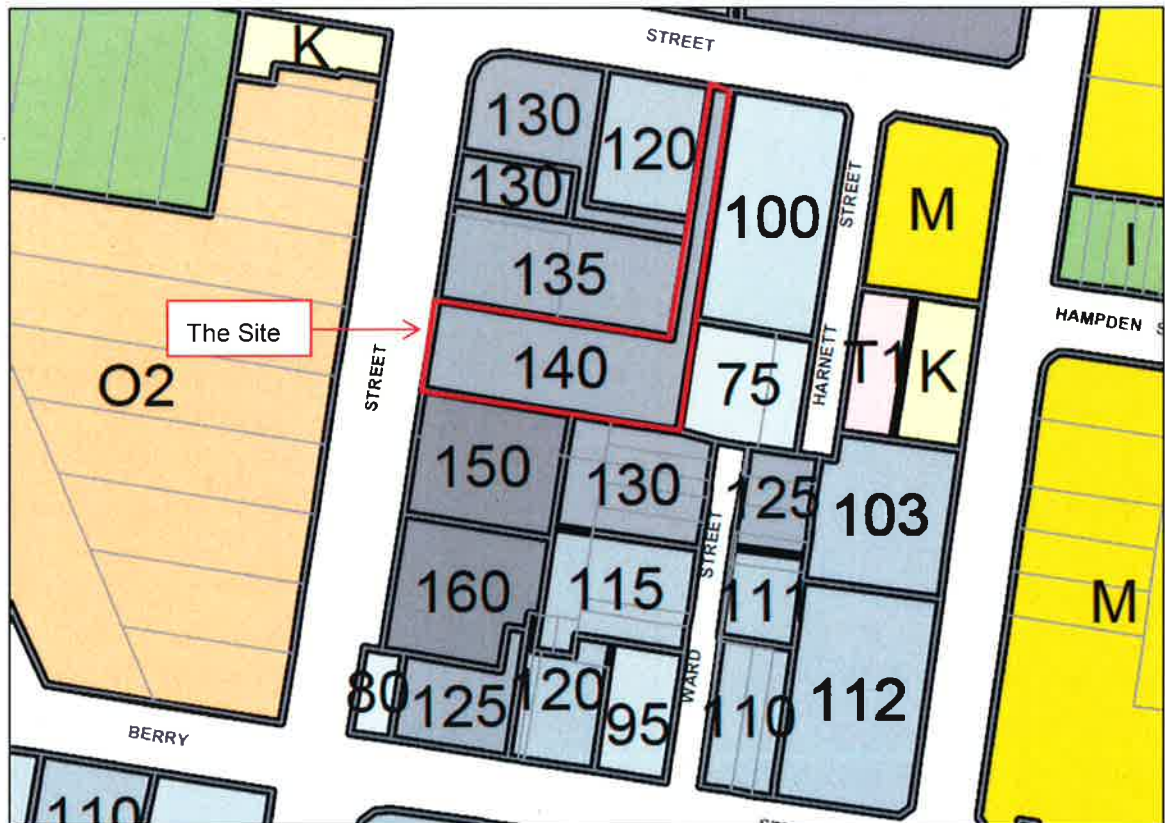 STREET
K
130
120
130
100
STREET
M
I
135
HAMPDEN
The Site
O2
STREET
140
75
HARNETT
T1
K
150
130
125
103
STREET
160
115
111
M
80
125
120
95
WARD
110
112
BERRY
110